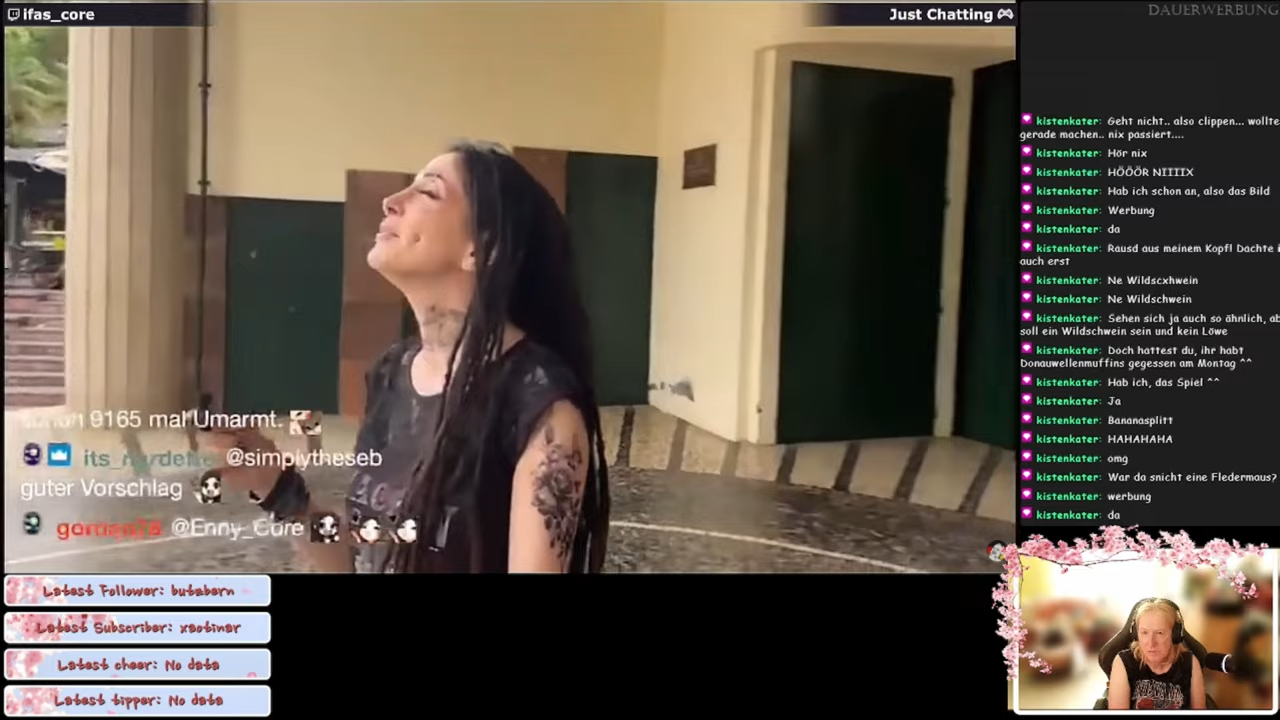 ifas_core
Just Chatting
DAUERWERBUNG
kistenkater: Geht nicht.. also clippen... wollte
gerade machen.. nix passiert....
kistenkater: Hör nix
kistenkater: HÖÖÖR NIIIIX
kistenkater: Hab ich schon an, also das Bild
kistenkater: Werbung
kistenkater: da
kistenkater: Rausd aus meinem Kopf! Dachte
auch erst
kistenkater: Ne Wildscxhwein
kistenkater: Ne Wildschwein
kistenkater: Sehen sich ja auch so ähnlich,
soll ein Wildschwein sein und kein Löwe
kistenkater: Doch hattest du, ihr habt
Donauwellenmuffins gegessen am Montag ^^
kistenkater: Hab ich, das Spiel ^^
kistenkater: Ja
kistenkater: Bananasplitt
kistenkater: HAHAHAHA
kistenkater: omg
kistenkater: War da snicht eine Fledermaus?
kistenkater: werbung
kistenkater: da
9165 mal Umarmt.
@simplytheseb
guter Vorschlag
@Enny_Core
Latest Follower: butabern
Latest Subscriber: xaotinar
Latest cheer: No data
Latest tipper: No data